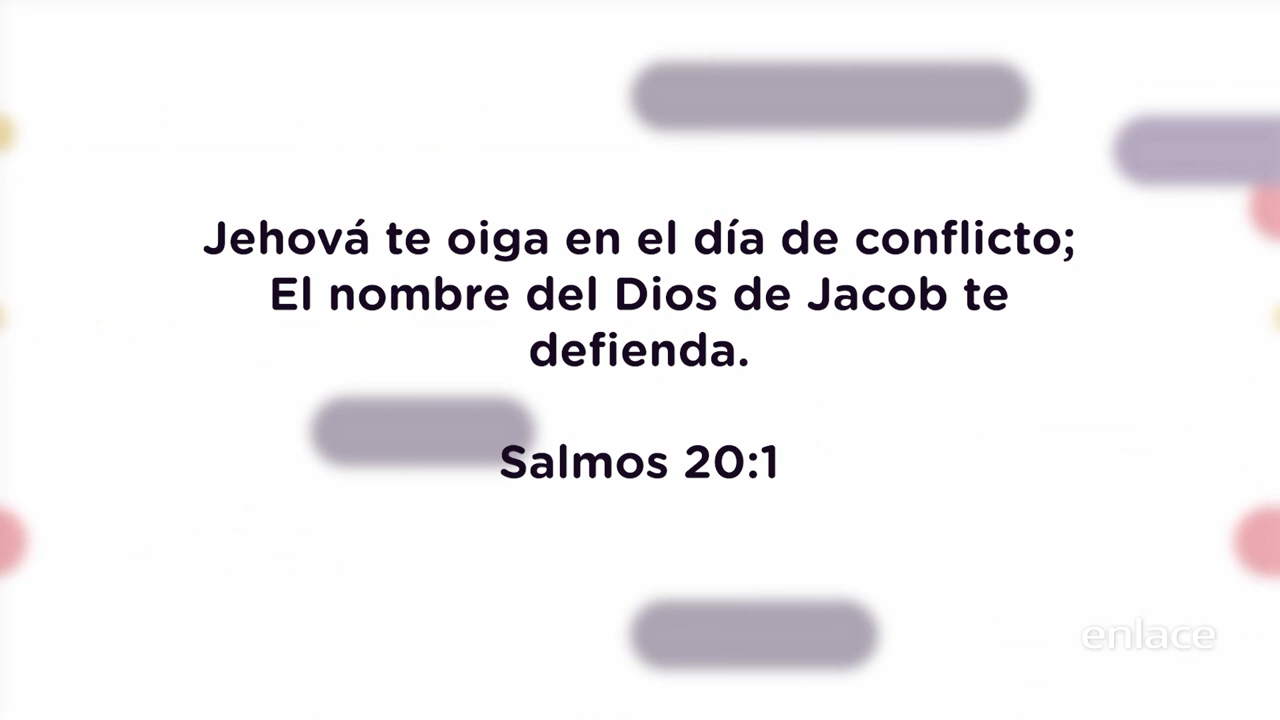 Jehová te oiga en el día de conflicto;
El nombre del Dios de Jacob te
defienda.
Salmos 20:1
enlace